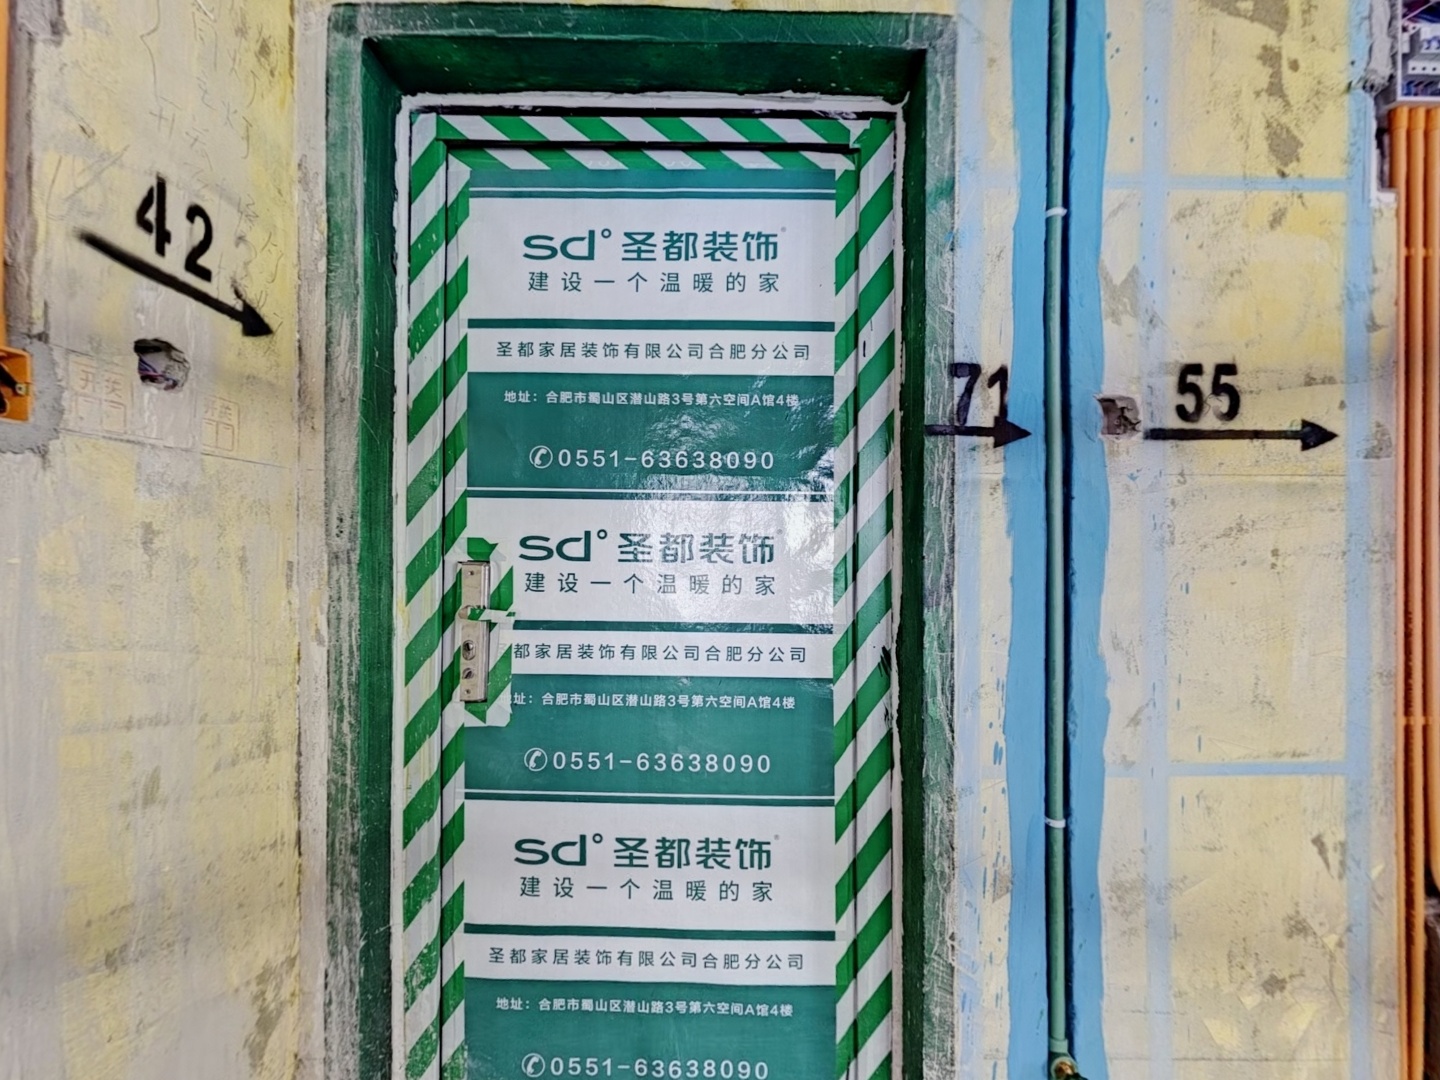 42
sd°圣都装饰
建设一个温暖的家
圣都家居装饰有限公司合肥分公司
地址：合肥市蜀山区潜山路3号第六空间A馆4楼
0551-63638090
71
55
sd°圣都装饰
建设一个温暖的家
都家居装饰有限公司合肥分公司
址：合肥市蜀山区潜山路3号第六空间A馆4楼
0551-63638090
sd°圣都装饰
建设一个温暖的家
圣都家居装饰有限公司合肥分公司
地址：合肥市蜀山区潜山路3号第六空间A馆4楼
0551-63638090